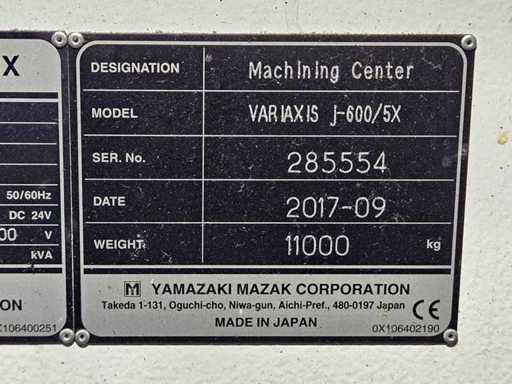 X
50/60Hz
DC 24V
00 V
kVA
ION
X106400251
DESIGNATION Machining Center
MODEL VARIAXIS j-600/5X
SER. No. 285554
DATE 2017-09
WEIGHT 11000 kg
M YAMAZAKI MAZAK CORPORATION
Takeda 1-131, Oguchi-cho, Niwa-gun, Aichi-Pref., 480-0197 Japan
MADE IN JAPAN
CE
0X106402190